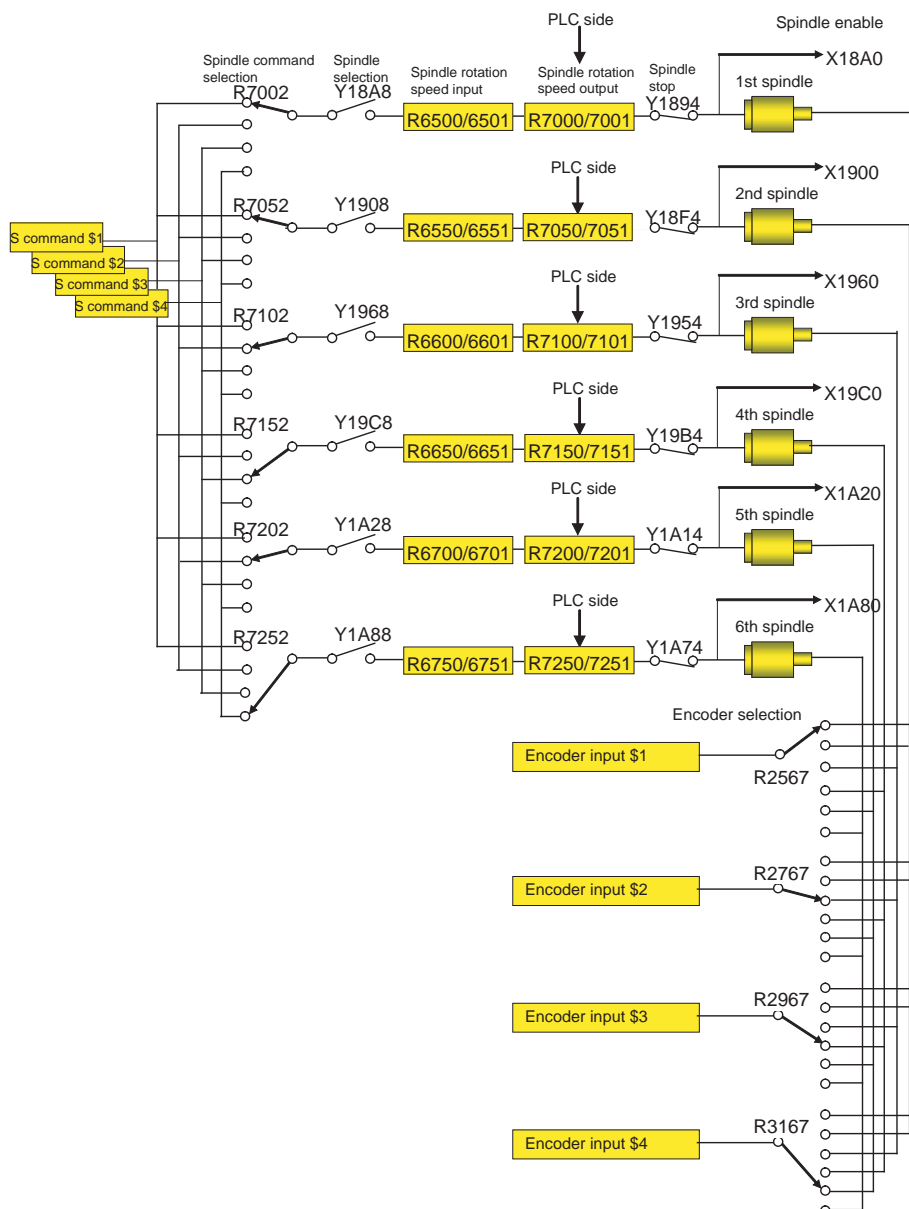 PLC side
Spindle enable
Spindle command
selection
Spindle
selection
Spindle rotation
speed input
Spindle rotation
speed output
Spindle
stop
X18A0
R7002
Y18A8
R6500/6501
R7000/7001
Y1894
1st spindle
PLC side
X1900
R7052
Y1908
R6550/6551
R7050/7051
Y18F4
2nd spindle
S command $1
S command $2
S command $3
S command $4
PLC side
X1960
R7102
Y1968
R6600/6601
R7100/7101
Y1954
3rd spindle
PLC side
X19C0
R7152
Y19C8
R6650/6651
R7150/7151
Y19B4
4th spindle
PLC side
X1A20
R7202
Y1A28
R6700/6701
R7200/7201
Y1A14
5th spindle
PLC side
X1A80
R7252
Y1A88
R6750/6751
R7250/7251
Y1A74
6th spindle
Encoder selection
Encoder input $1
R2567
Encoder input $2
R2767
Encoder input $3
R2967
Encoder input $4
R3167